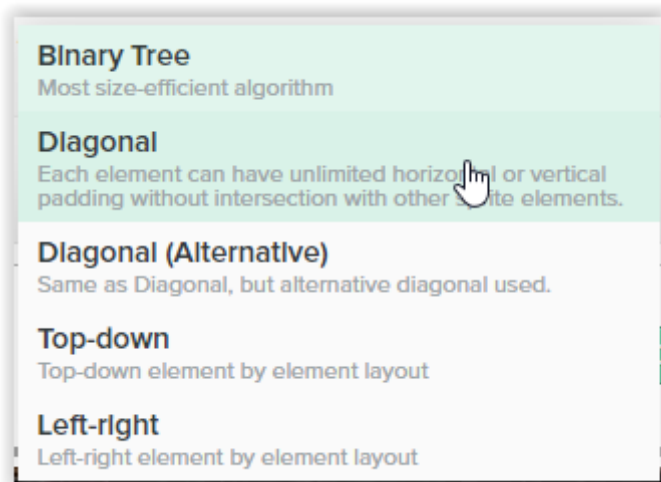 Binary Tree
Most size-efficient algorithm
Diagonal
Each element can have unlimited horizontal or vertical
padding without intersection with other sprite elements.
Diagonal (Alternative)
Same as Diagonal, but alternative diagonal used.
Top-down
Top-down element by element layout
Left-right
Left-right element by element layout